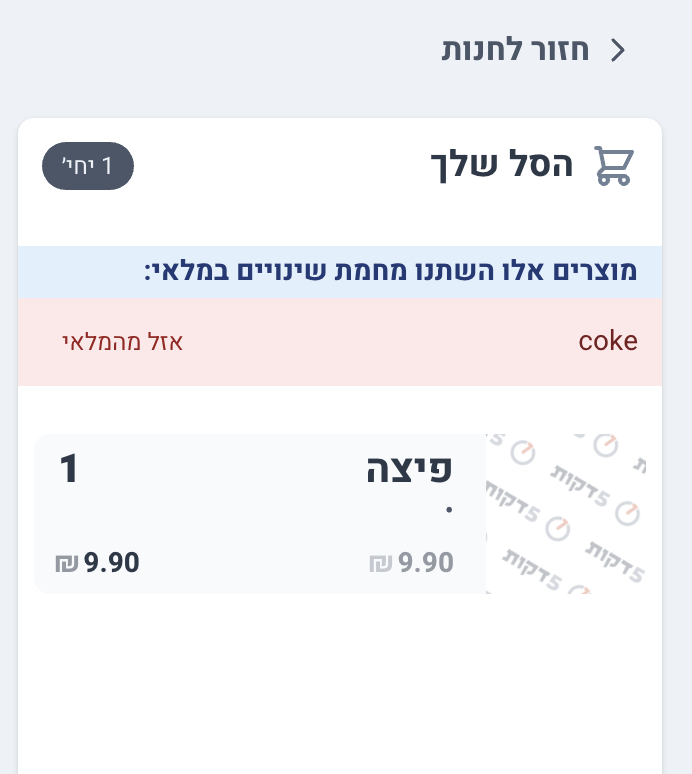 חזור לחנות
הסל שלך
1 יחי׳
מוצרים אלו השתנו מחמת שינויים במלאי:
coke אזל מהמלאי
פיצה 1
•
9.90 ₪ 9.90 ₪
5דקות
5דקות
5דקות
5דקות